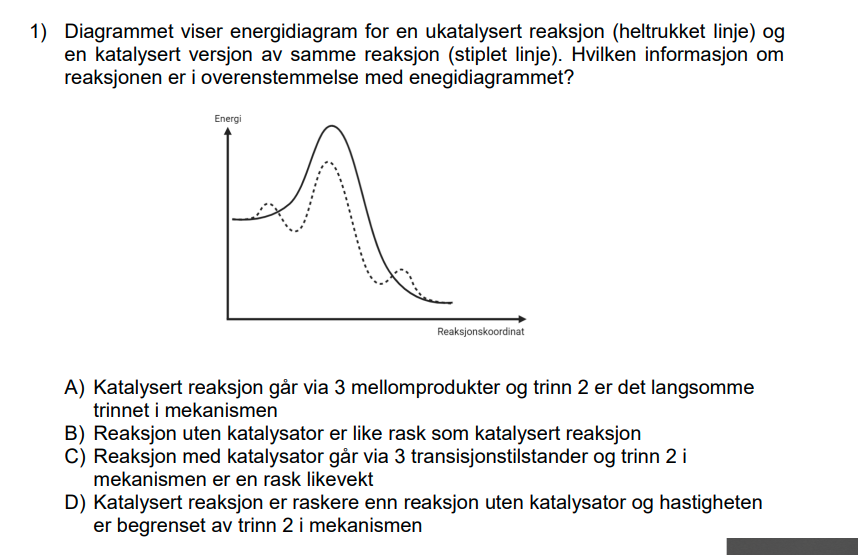 1) Diagrammet viser energidiagram for en ukatalysert reaksjon (heltrukket linje) og
en katalysert versjon av samme reaksjon (stiplet linje). Hvilken informasjon om
reaksjonen er i overenstemmelse med enegidiagrammet?
Energi
Reaksjonskoordinat
A) Katalysert reaksjon går via 3 mellomprodukter og trinn 2 er det langsomme
trinnet i mekanismen
B) Reaksjon uten katalysator er like rask som katalysert reaksjon
C) Reaksjon med katalysator går via 3 transisjonstilstander og trinn 2 i
mekanismen er en rask likevekt
D) Katalysert reaksjon er raskere enn reaksjon uten katalysator og hastigheten
er begrenset av trinn 2 i mekanismen